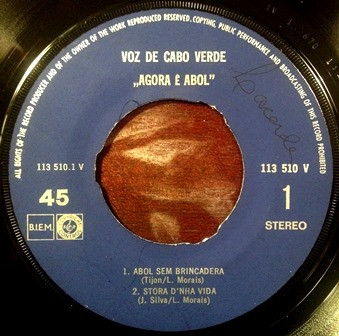 ALL RIGHTS OF THE RECORD PRODUCER AND OF THE OWNER OF THE WORK REPRODUCED RESERVED. COPYING, PUBLIC PERFORMANCE AND BROADCASTING OF THIS RECORD PROHIBITED
VOZ DE CABO VERDE
„AGORA É ABOL"
113 510.1 V
113 510 V
45
1
B.I.E.M.
STEREO
1. ABOL SEM BRINCADERA
(Tijon/L. Morais)
2. STORA D'NHA VIDA
(J. Silva/L. Morais)